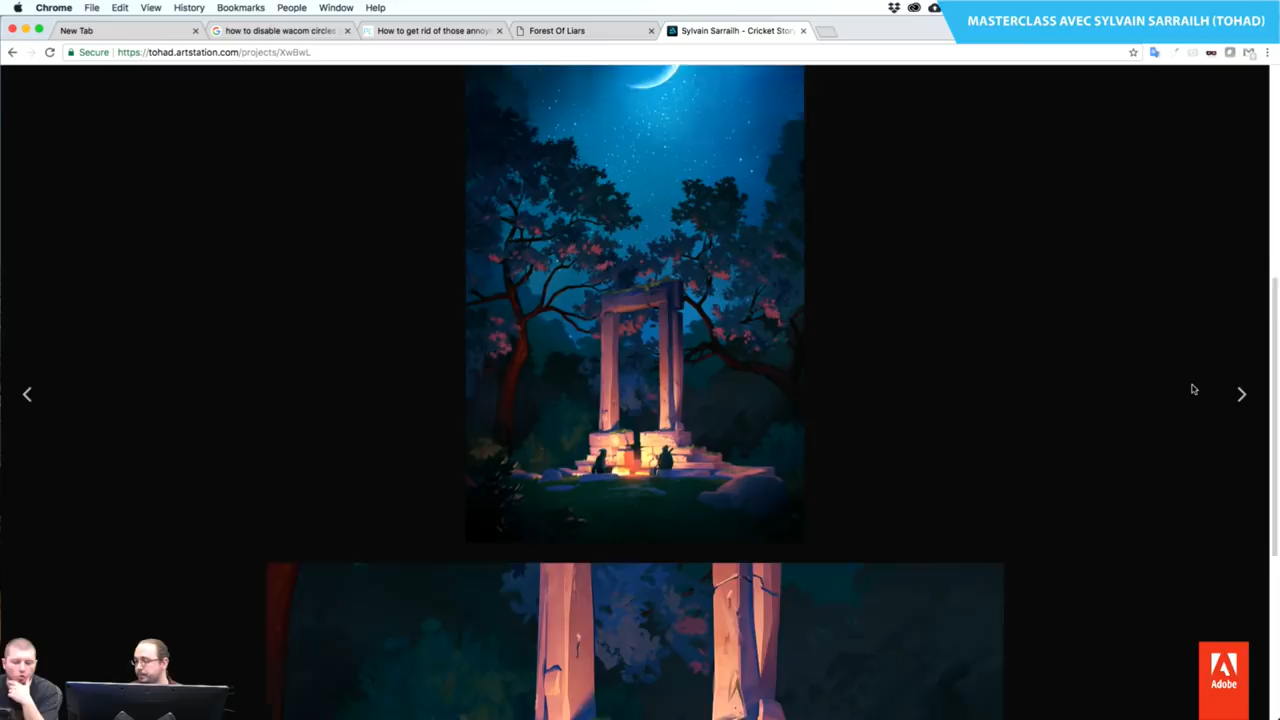 Chrome File Edit View History Bookmarks People Window Help
MASTERCLASS AVEC SYLVAIN SARRAILH (TOHAD)
New Tab
how to disable wacom circles
How to get rid of those annoy
Forest Of Liars
Sylvain Sarrailh - Cricket Stor
Secure https://tohad.artstation.com/projects/XwBwL
Adobe